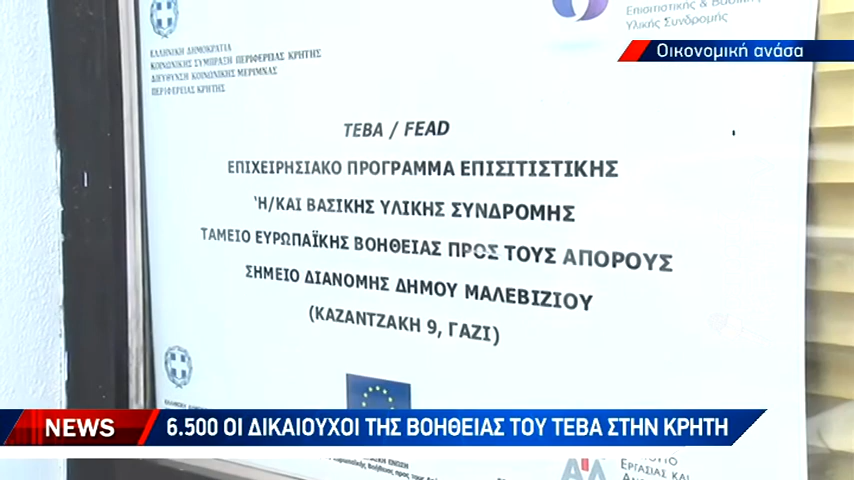 Επισιτιστικής &
Υλικής Συνδρομής
Οικονομική ανάσα
ΕΛΛΗΝΙΚΗ ΔΗΜΟΚΡΑΤΙΑ
ΚΟΙΝΩΝΙΚΗ ΣΥΜΠΡΑΞΗ ΠΕΡΙΦΕΡΕΙΑΣ ΚΡΗΤΗΣ
ΔΙΕΥΘΥΝΣΗ ΚΟΙΝΩΝΙΚΗΣ ΜΕΡΙΜΝΑΣ
ΠΕΡΙΦΕΡΕΙΑΣ ΚΡΗΤΗΣ
ΤΕΒΑ / FEAD
ΕΠΙΧΕΙΡΗΣΙΑΚΟ ΠΡΟΓΡΑΜΜΑ ΕΠΙΣΙΤΙΣΤΙΚΗΣ
Ή/ΚΑΙ ΒΑΣΙΚΗΣ ΥΛΙΚΗΣ ΣΥΝΔΡΟΜΗΣ
ΤΑΜΕΙΟ ΕΥΡΩΠΑΪΚΗΣ ΒΟΗΘΕΙΑΣ ΠΡΟΣ ΤΟΥΣ ΑΠΟΡΟΥΣ
ΣΗΜΕΙΟ ΔΙΑΝΟΜΗΣ ΔΗΜΟΥ ΜΑΛΕΒΙΖΙΟΥ
(ΚΑΖΑΝΤΖΑΚΗ 9, ΓΑΖΙ)
NEWS
6.500 ΟΙ ΔΙΚΑΙΟΥΧΟΙ ΤΗΣ ΒΟΗΘΕΙΑΣ ΤΟΥ ΤΕΒΑ ΣΤΗΝ ΚΡΗΤΗ
ΕΡΓΑΣΙΑΣ ΚΑΙ